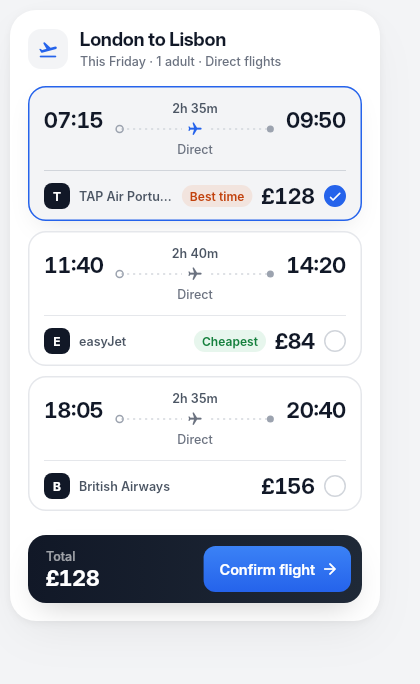 London to Lisbon
This Friday · 1 adult · Direct flights
2h 35m
07:15
09:50
Direct
T TAP Air Portu... Best time £128
2h 40m
11:40
14:20
Direct
E easyJet Cheapest £84
2h 35m
18:05
20:40
Direct
B British Airways £156
Total
£128
Confirm flight →